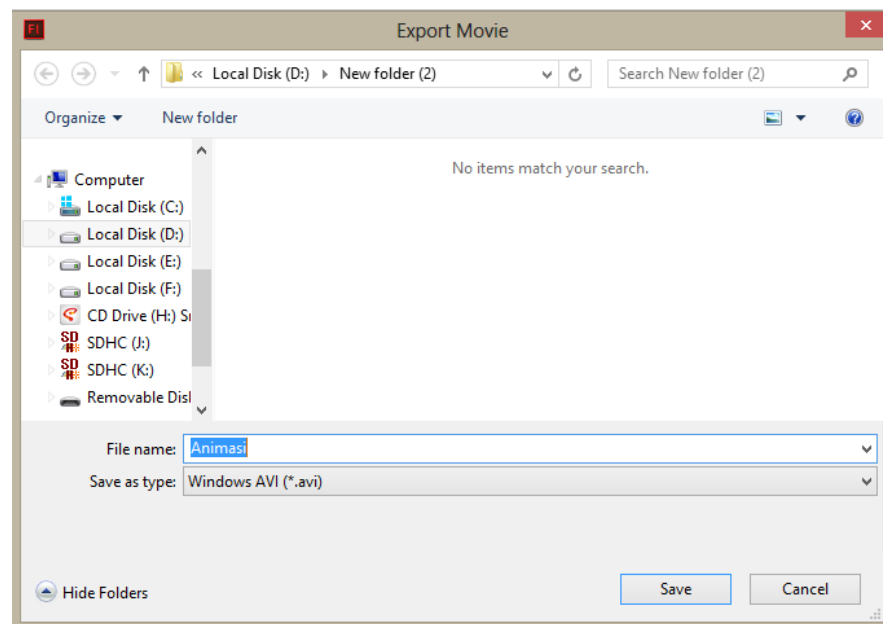 Fl Export Movie
« Local Disk (D:) New folder (2) Search New folder (2)
Organize New folder
No items match your search.
Computer
Local Disk (C:)
Local Disk (D:)
Local Disk (E:)
Local Disk (F:)
CD Drive (H:) Sr
SD SDHC (J:)
SD SDHC (K:)
Removable Disl
File name: Animasi
Save as type: Windows AVI (*.avi)
Hide Folders Save Cancel